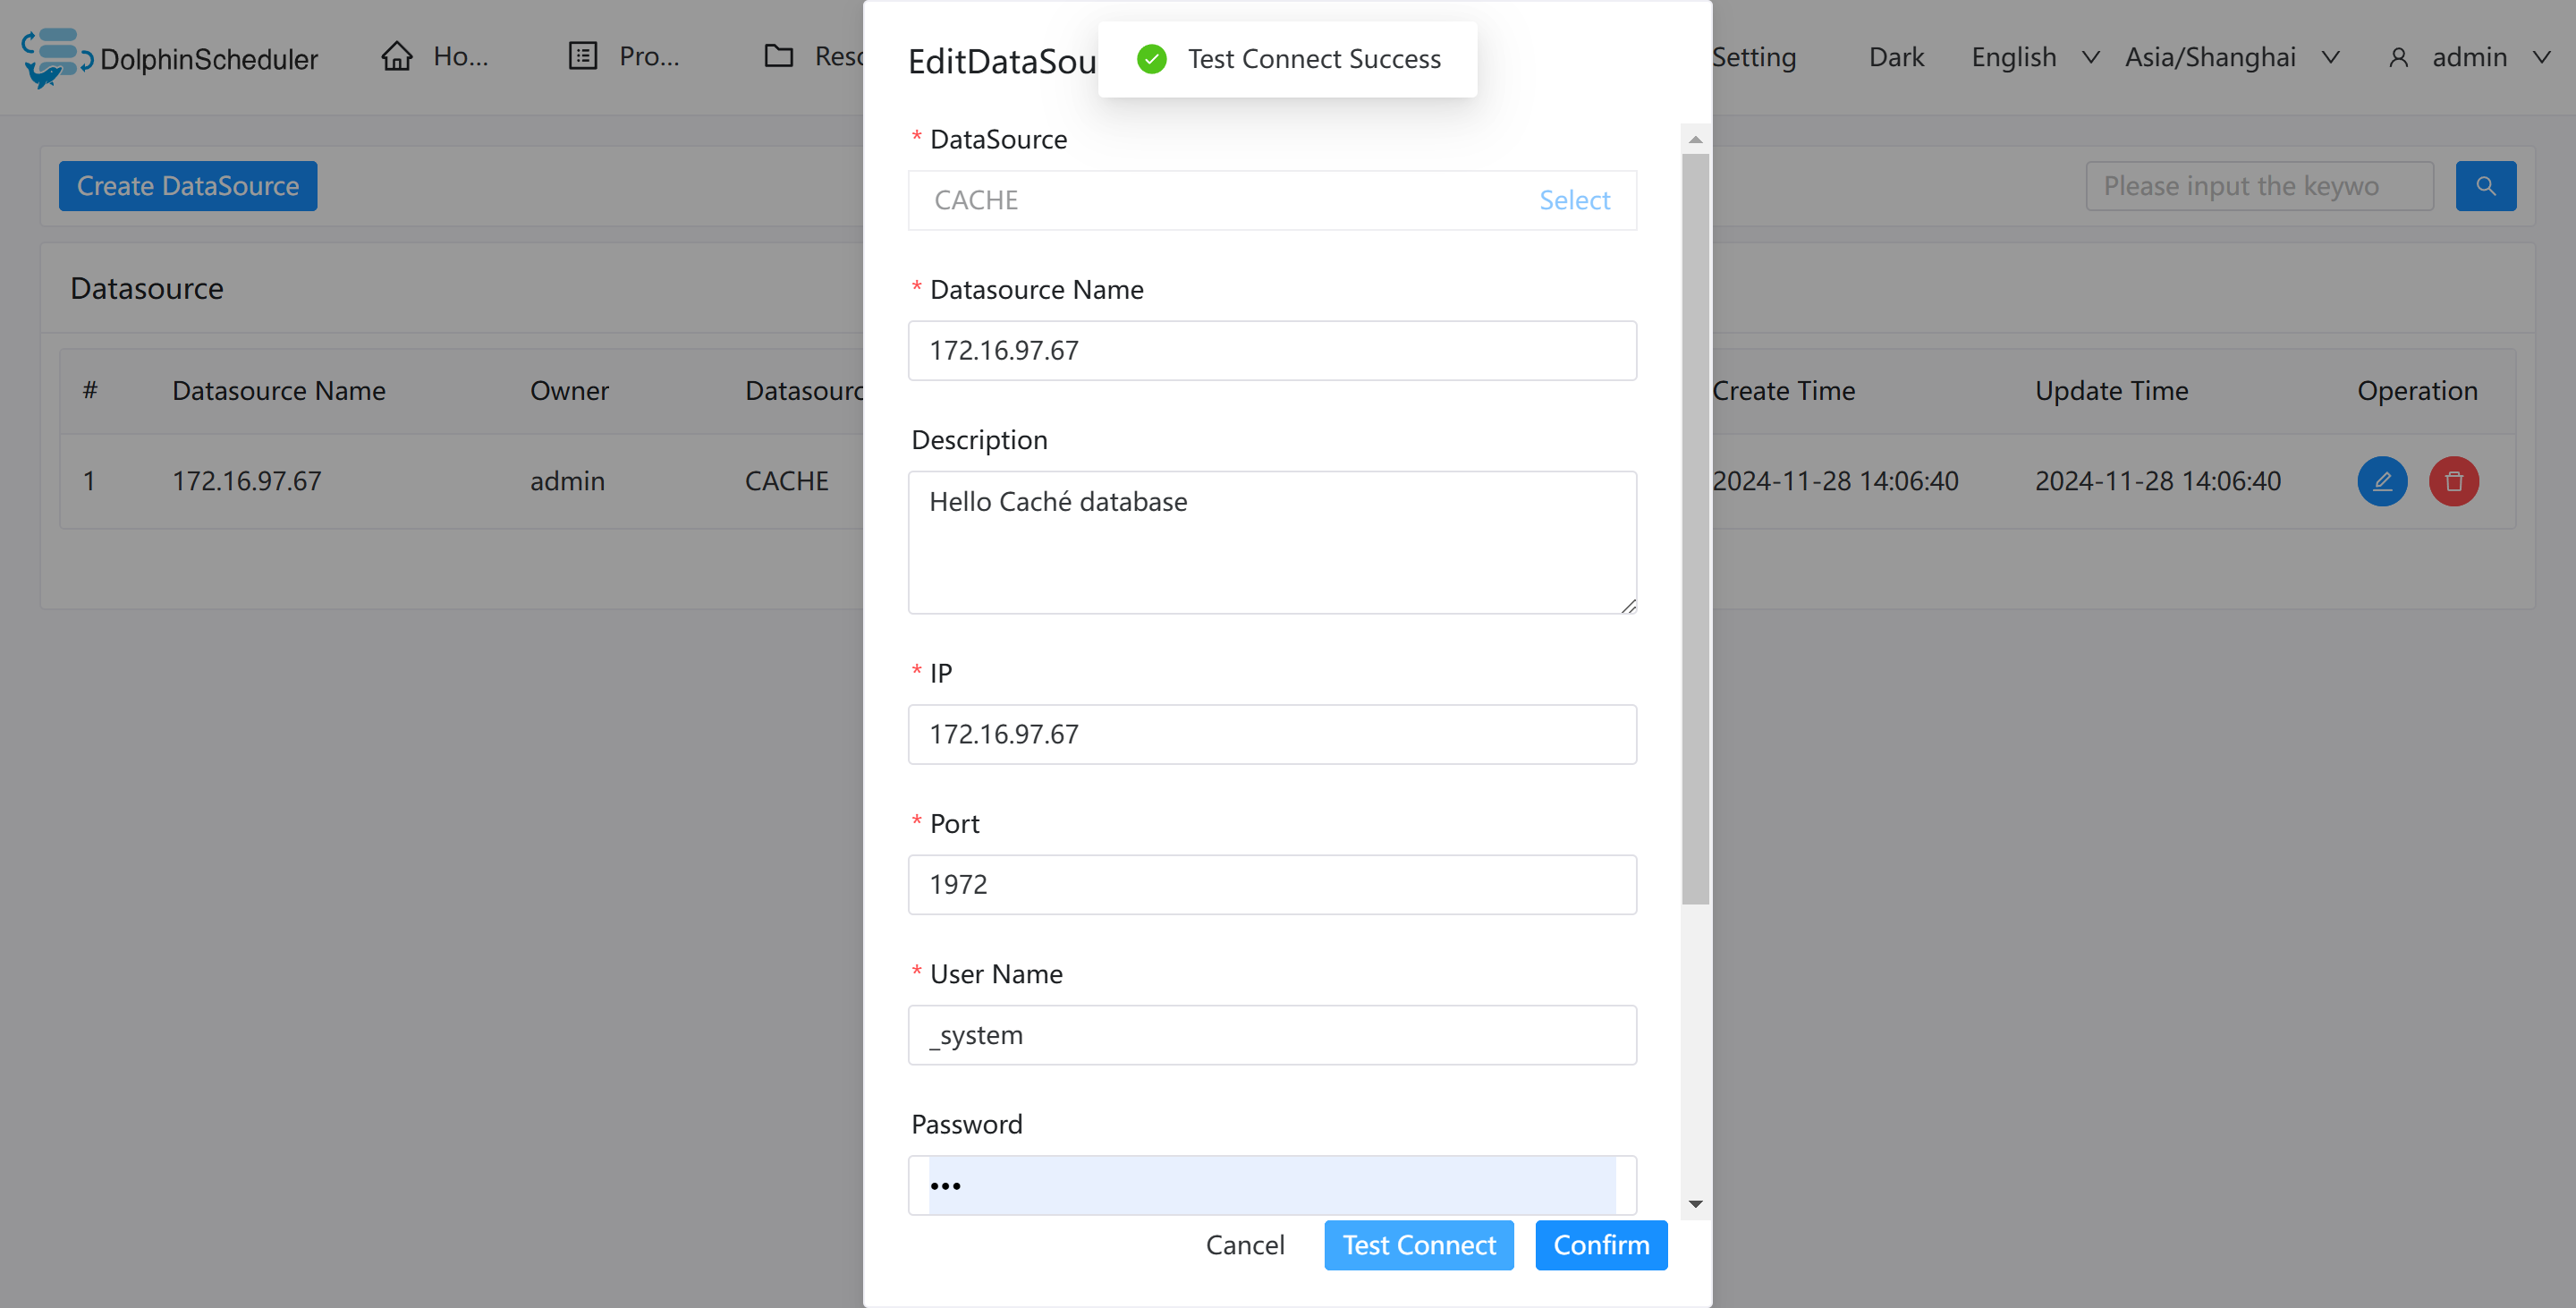 DolphinScheduler
Ho...
Pro...
Resc
Setting
Dark
English
Asia/Shanghai
admin
EditDataSou
Test Connect Success
Create DataSource
Please input the keywo
Datasource
# Datasource Name Owner Datasourc Create Time Update Time Operation
1 172.16.97.67 admin CACHE 2024-11-28 14:06:40 2024-11-28 14:06:40
* DataSource
CACHE Select
* Datasource Name
172.16.97.67
Description
Hello Caché database
* IP
172.16.97.67
* Port
1972
* User Name
_system
Password
•••
Cancel
Test Connect
Confirm